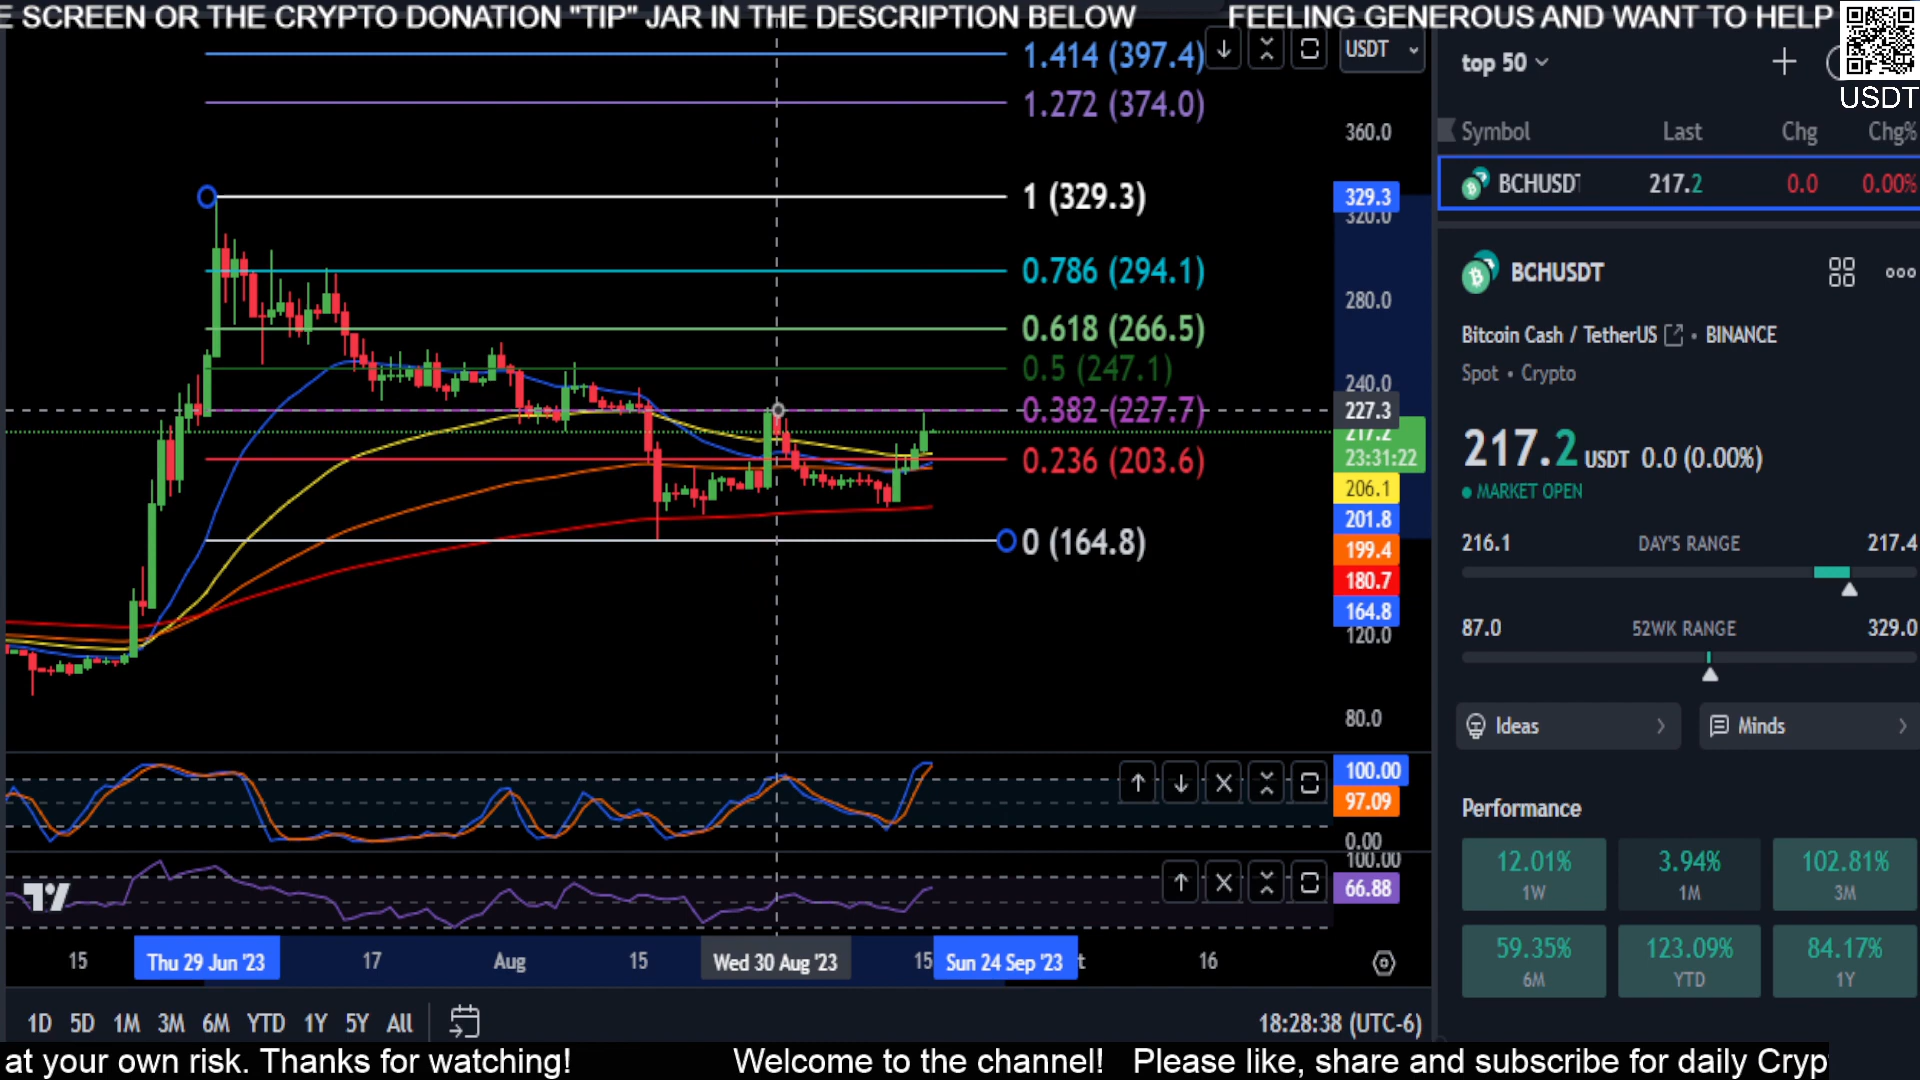 E SCREEN OR THE CRYPTO DONATION "TIP" JAR IN THE DESCRIPTION BELOW
FEELING GENEROUS AND WANT TO HELP
USDT
1.414 (397.4)
USDT
top 50
1.272 (374.0)
360.0
Symbol Last Chg Chg%
1 (329.3)
329.3
320.0
BCHUSDT 217.2 0.0 0.00%
0.786 (294.1)
280.0
BCHUSDT
0.618 (266.5)
Bitcoin Cash / TetherUS • BINANCE
0.5 (247.1)
240.0
Spot • Crypto
0.382 (227.7)
227.3
217.2
23:31:22
217.2 USDT 0.0 (0.00%)
0.236 (203.6)
206.1
MARKET OPEN
201.8
0 (164.8)
199.4
216.1 DAY'S RANGE 217.4
180.7
164.8
120.0
87.0 52WK RANGE 329.0
80.0
Ideas
Minds
100.00
97.09
0.00
Performance
100.00
66.88
12.01% 3.94% 102.81%
1W 1M 3M
59.35% 123.09% 84.17%
6M YTD 1Y
15 Thu 29 Jun '23 17 Aug 15 Wed 30 Aug '23 15 Sun 24 Sep '23 t 16
1D 5D 1M 3M 6M YTD 1Y 5Y All
18:28:38 (UTC-6)
at your own risk. Thanks for watching!
Welcome to the channel! Please like, share and subscribe for daily Cryp